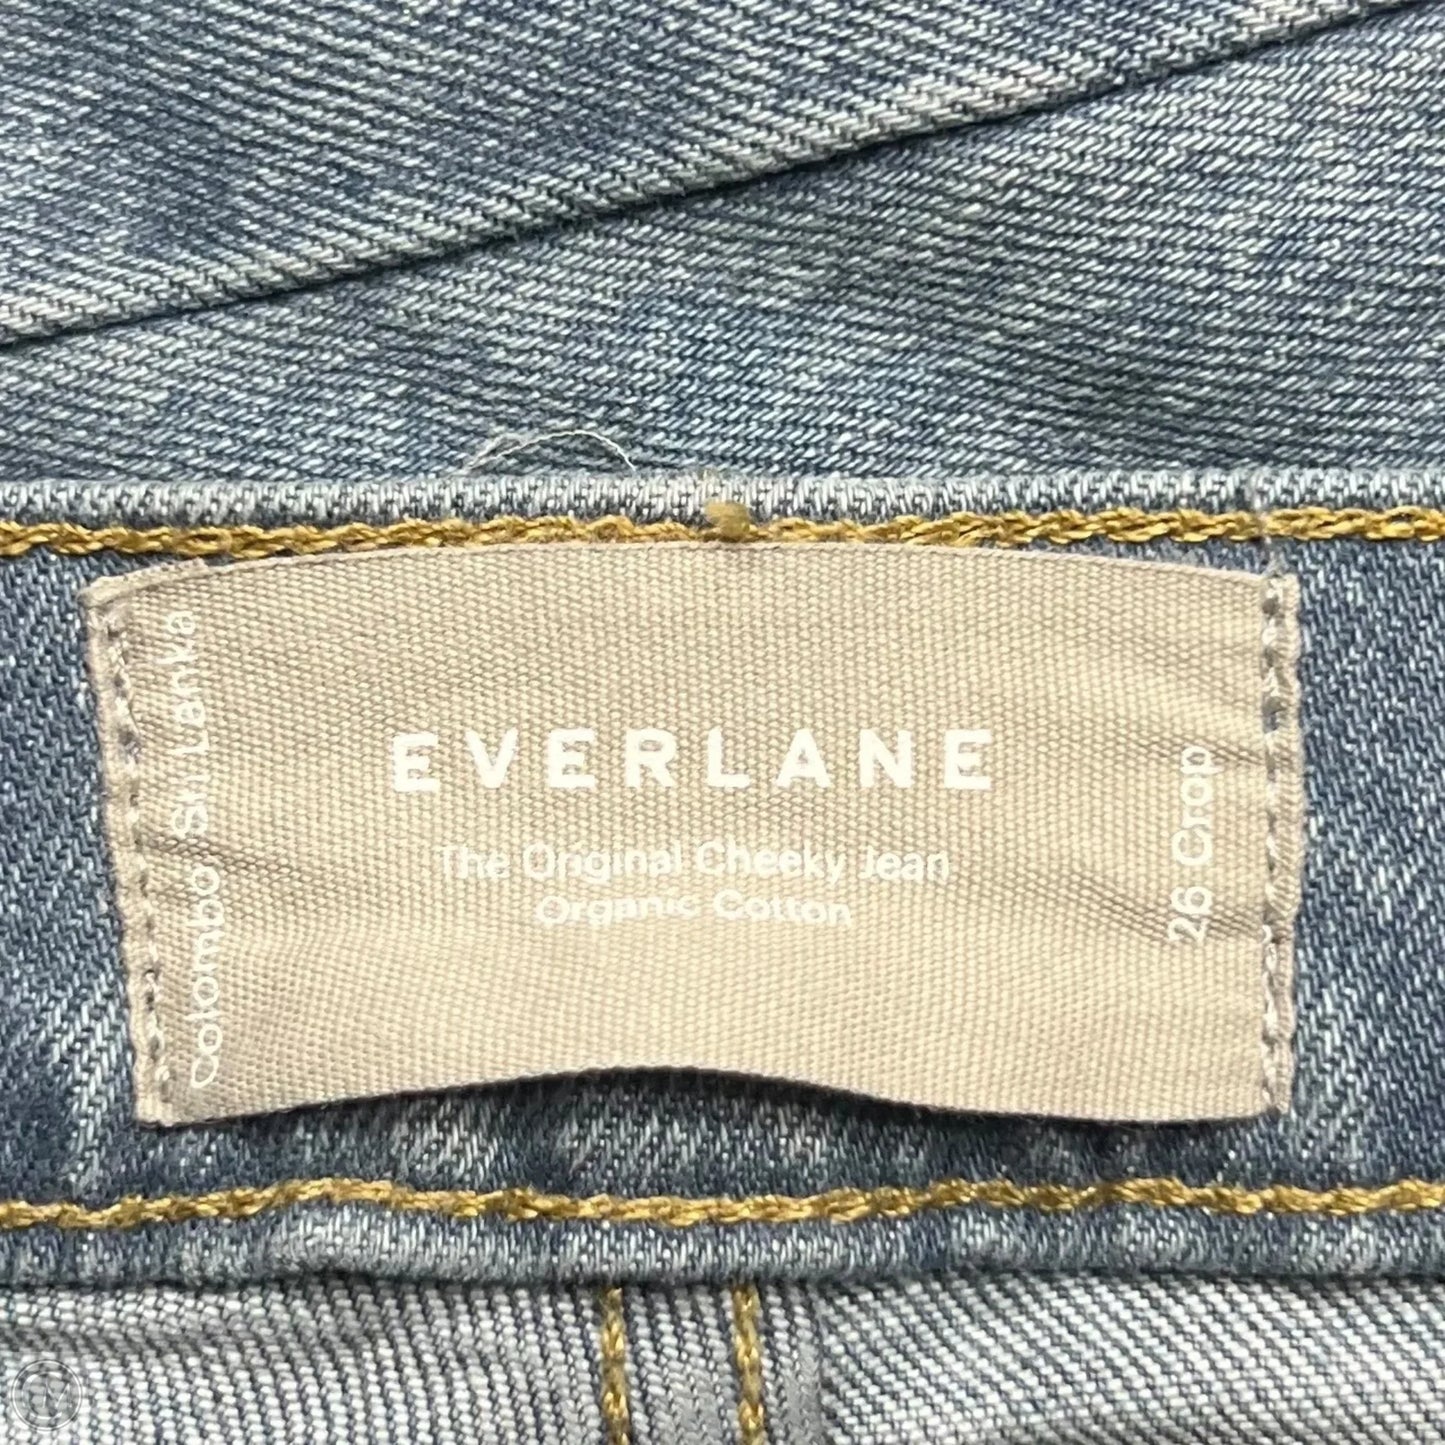 EVERLANE
The Original Cheeky Jean
Organic Cotton
Colombo Sri Lanka
26 Crop